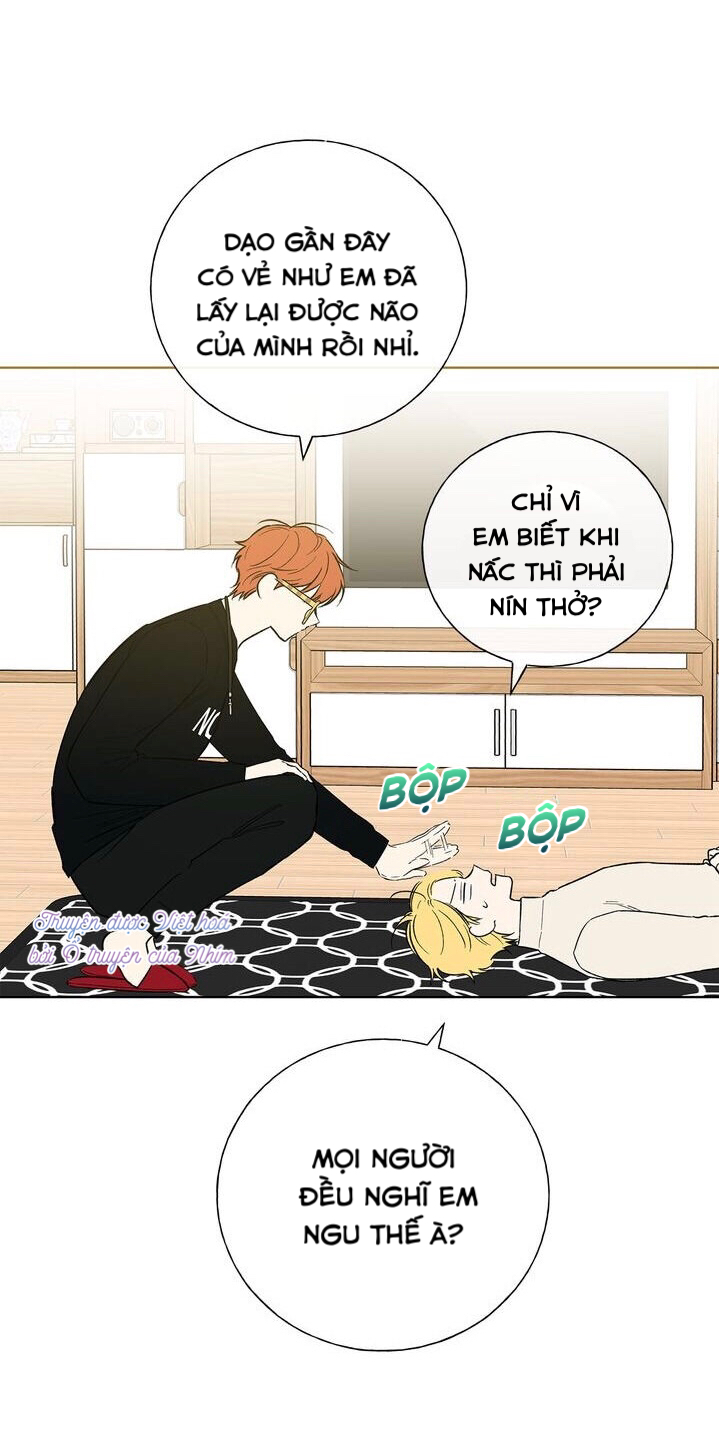 DẠO GẦN ĐÂY
CÓ VẺ NHƯ EM ĐÃ
LẤY LẠI ĐƯỢC NÃO
CỦA MÌNH RỒI NHỈ.
CHỈ VÌ
EM BIẾT KHI
NẤC THÌ PHẢI
NÍN THỞ?
NC
BỘP
BỘP
Truyện được Việt hoá
bởi Ổ truyện của Nhím
MỌI NGƯỜI
ĐỀU NGHĨ EM
NGU THẾ À?